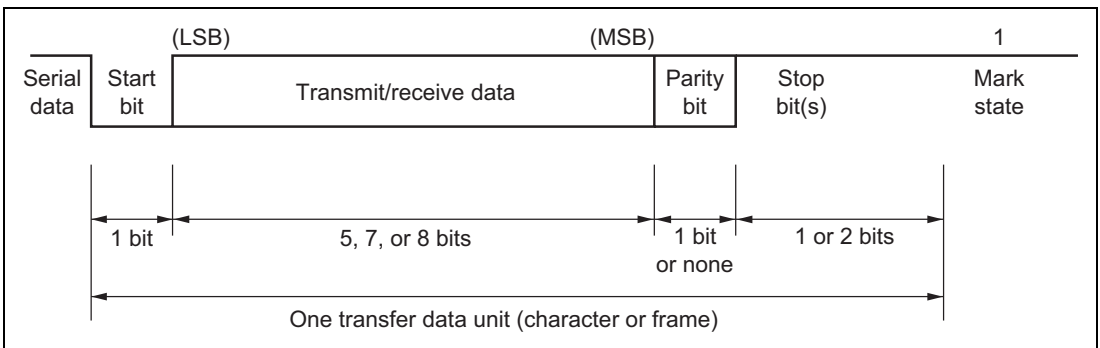 (LSB) (MSB) 1
Serial data
Start bit
Transmit/receive data
Parity bit
Stop bit(s)
Mark state
1 bit
5, 7, or 8 bits
1 bit or none
1 or 2 bits
One transfer data unit (character or frame)